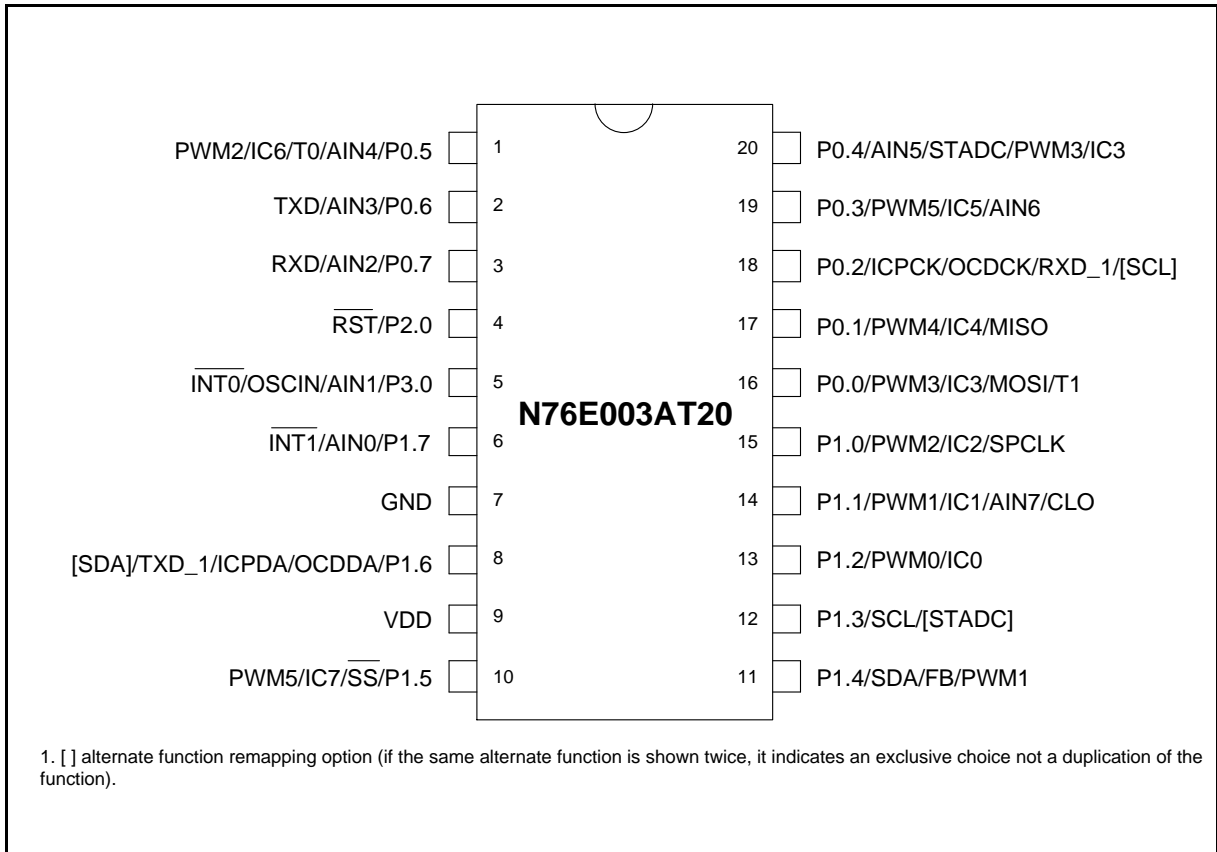 PWM2/IC6/T0/AIN4/P0.5 1 20 P0.4/AIN5/STADC/PWM3/IC3
TXD/AIN3/P0.6 2 19 P0.3/PWM5/IC5/AIN6
RXD/AIN2/P0.7 3 18 P0.2/ICPCK/OCDCK/RXD_1/[SCL]
RST/P2.0 4 17 P0.1/PWM4/IC4/MISO
INT0/OSCIN/AIN1/P3.0 5 16 P0.0/PWM3/IC3/MOSI/T1
N76E003AT20
INT1/AIN0/P1.7 6 15 P1.0/PWM2/IC2/SPCLK
GND 7 14 P1.1/PWM1/IC1/AIN7/CLO
[SDA]/TXD_1/ICPDA/OCDDA/P1.6 8 13 P1.2/PWM0/IC0
VDD 9 12 P1.3/SCL/[STADC]
PWM5/IC7/SS/P1.5 10 11 P1.4/SDA/FB/PWM1
1. [ ] alternate function remapping option (if the same alternate function is shown twice, it indicates an exclusive choice not a duplication of the
function).